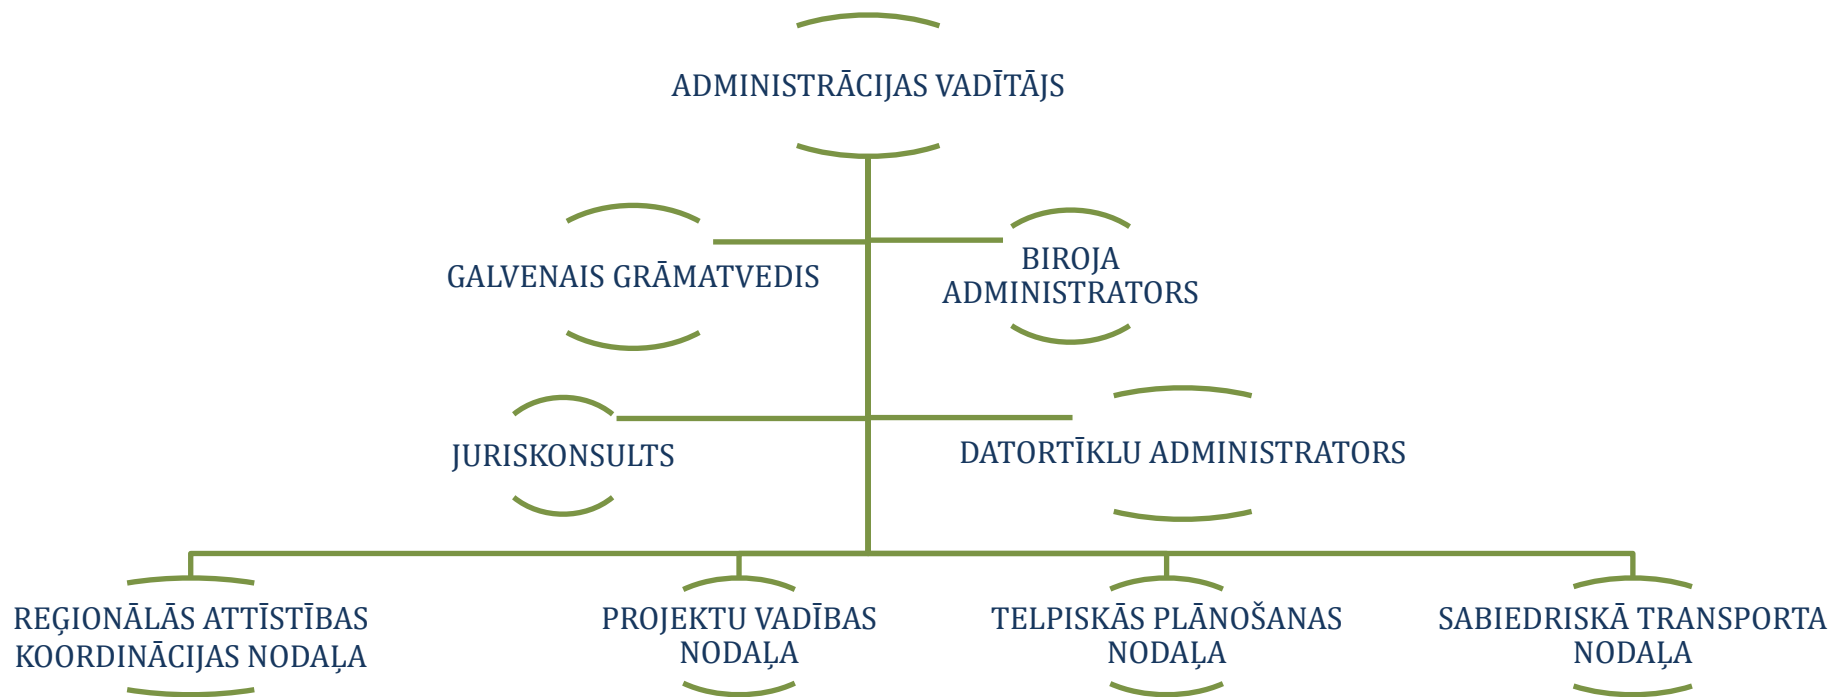 ADMINISTRĀCIJAS VADĪTĀJS
GALVENAIS GRĀMATVEDIS
BIROJA
ADMINISTRATORS
JURISKONSULTS
DATORTĪKLU ADMINISTRATORS
REĢIONĀLĀS ATTĪSTĪBAS
KOORDINĀCIJAS NODAĻA
PROJEKTU VADĪBAS
NODAĻA
TELPISKĀS PLĀNOŠANAS
NODAĻA
SABIEDRISKĀ TRANSPORTA
NODAĻA